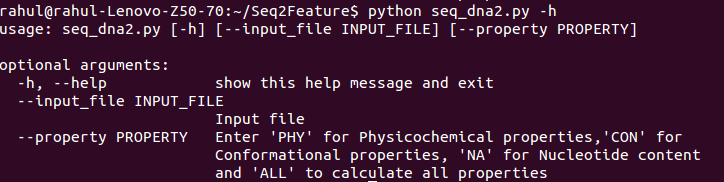 rahul@rahul-Lenovo-Z50-70:~/Seq2Feature$ python seq_dna2.py -h
usage: seq_dna2.py [-h] [--input_file INPUT_FILE] [--property PROPERTY]
optional arguments:
-h, --help show this help message and exit
--input_file INPUT_FILE
Input file
--property PROPERTY Enter 'PHY' for Physicochemical properties,'CON' for
Conformational properties, 'NA' for Nucleotide content
and 'ALL' to calculate all properties